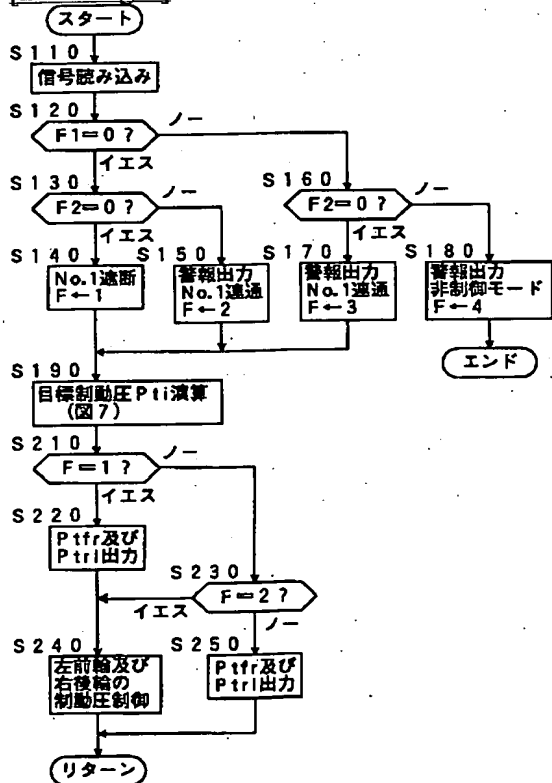 スタート
S110
信号読み込み
S120
F1=0?
ノー
イエス
S130
F2=0?
ノー
イエス
S160
F2=0?
ノー
イエス
S140
No.1遮断
F←1
S150
警報出力
No.1連通
F←2
S170
警報出力
No.1連通
F←3
S180
警報出力
非制御モード
F←4
エンド
S190
目標制動圧Pti演算
(図7)
S210
F=1?
ノー
イエス
S220
Ptfr及び
Ptrl出力
S230
F=2?
イエス
ノー
S240
左前輪及び
右後輪の
制動圧制御
S250
Ptfr及び
Ptrl出力
リターン